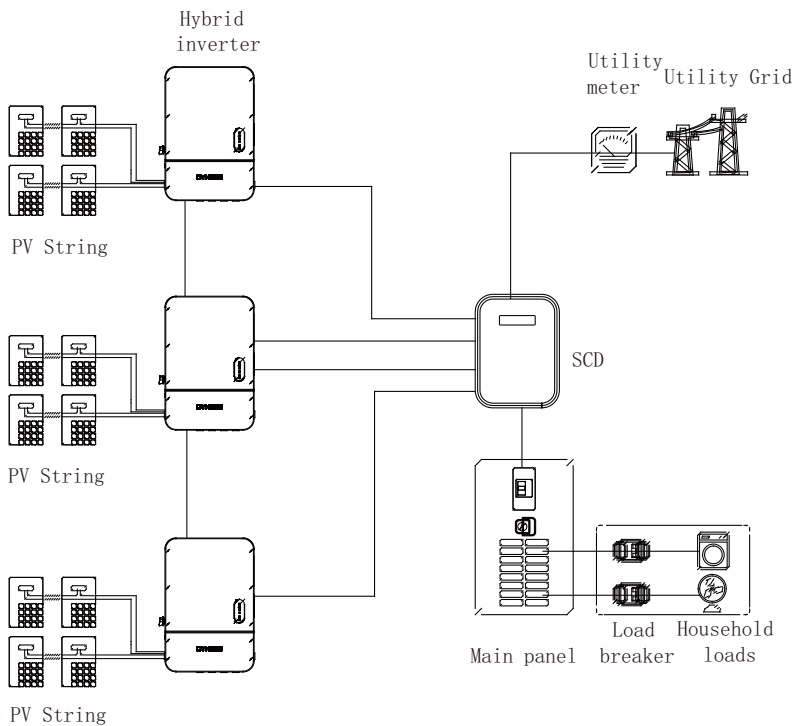 Hybrid
inverter
Utility
meter
Utility Grid
PV String
SCD
PV String
Main panel
Load
breaker
Household
loads
PV String